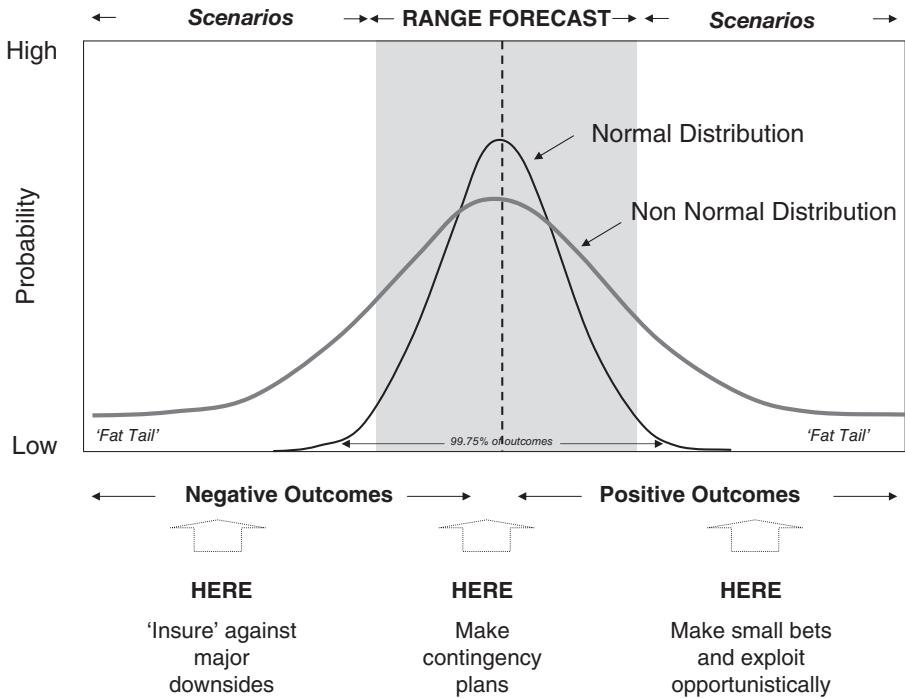 Scenarios RANGE FORECAST Scenarios
High
Normal Distribution
Non Normal Distribution
Probability
'Fat Tail' 'Fat Tail'
99.75% of outcomes
Low
Negative Outcomes Positive Outcomes
HERE HERE HERE
'Insure' against Make Make small bets
major contingency and exploit
downsides plans opportunistically